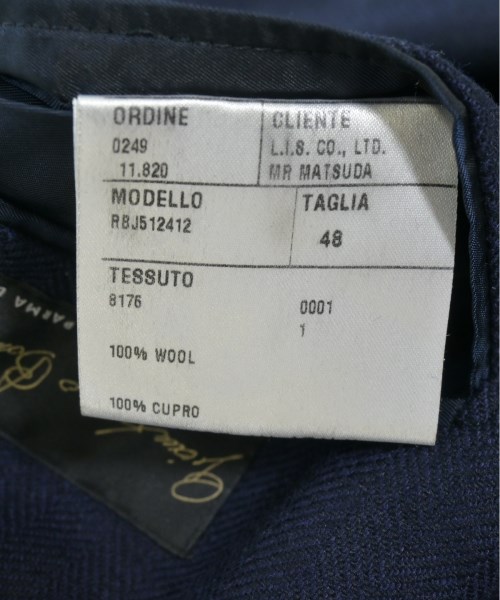 ORDINE
0249
11.820
CLIENTE
L.I.S. CO., LTD.
MR MATSUDA
MODELLO
RBJ512412
TAGLIA
48
TESSUTO
8176
0001
1
100% WOOL
100% CUPRO
PARMA